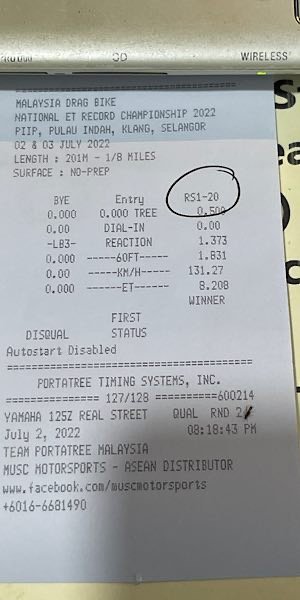 CD
WIRELESS
==================================
MALAYSIA DRAG BIKE
NATIONAL ET RECORD CHAMPIONSHIP 2022
PIIP, PULAU INDAH, KLANG, SELANGOR
02 & 03 JULY 2022
LENGTH : 201M - 1/8 MILES
SURFACE : NO-PREP
BYE Entry RS1-20
0.000 0.000 TREE 0.500
0.00 DIAL-IN 0.00
-LB3- REACTION 1.373
0.000 ------60FT------ 1.831
0.00 -----KM/H----- 131.27
0.000 ------ET------ 8.208
WINNER
FIRST
DISQUAL STATUS
Autostart Disabled
==================================
PORTATREE TIMING SYSTEMS, INC.
=============== 127/128 ==========600214
YAMAHA 125Z REAL STREET QUAL RND 2
July 2, 2022 08:18:43 PM
TEAM PORTATREE MALAYSIA
MUSC MOTORSPORTS - ASEAN DISTRIBUTOR
www.facebook.com/muscmotorsports
+6016-6681490